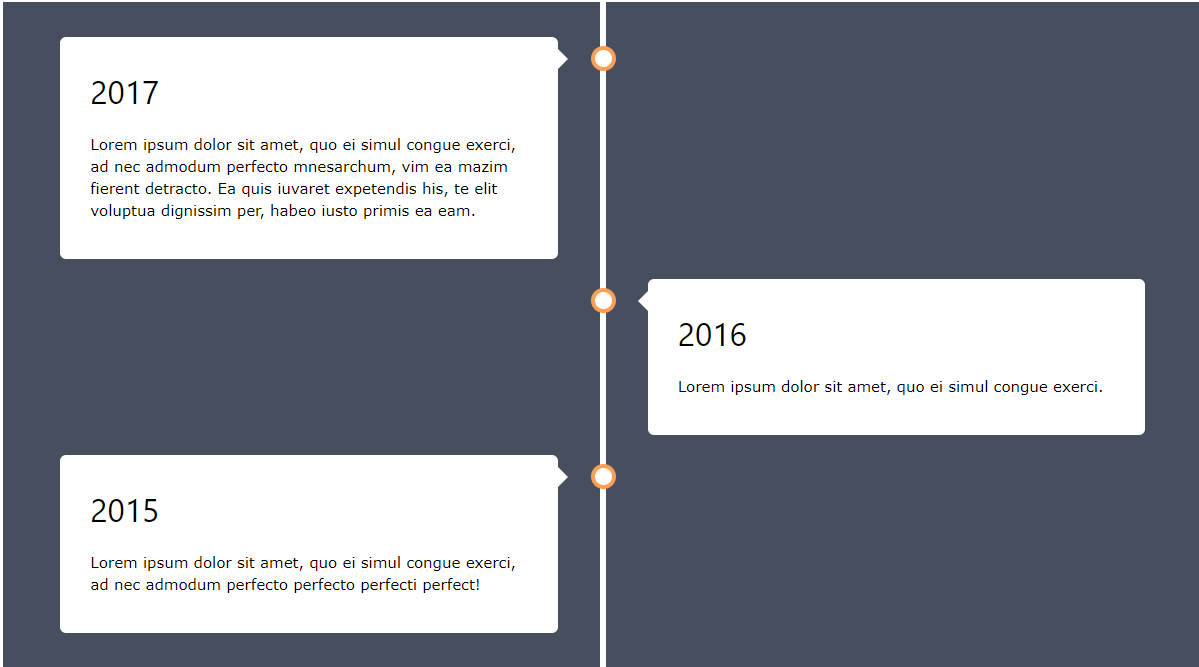 2017
Lorem ipsum dolor sit amet, quo ei simul congue exerci,
ad nec admodum perfecto mnesarchum, vim ea mazim
fierent detracto. Ea quis iuvaret expetendis his, te elit
voluptua dignissim per, habeo iusto primis ea eam.
2016
Lorem ipsum dolor sit amet, quo ei simul congue exerci.
2015
Lorem ipsum dolor sit amet, quo ei simul congue exerci,
ad nec admodum perfecto perfecto perfecti perfect!